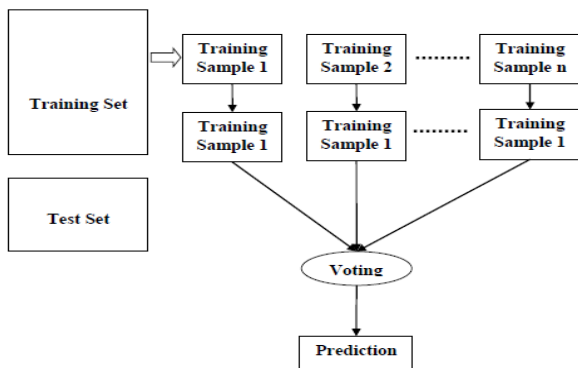 Training Set
Training
Sample 1
Training
Sample 2
Training
Sample n
Training
Sample 1
Training
Sample 1
Training
Sample 1
Test Set
Voting
Prediction